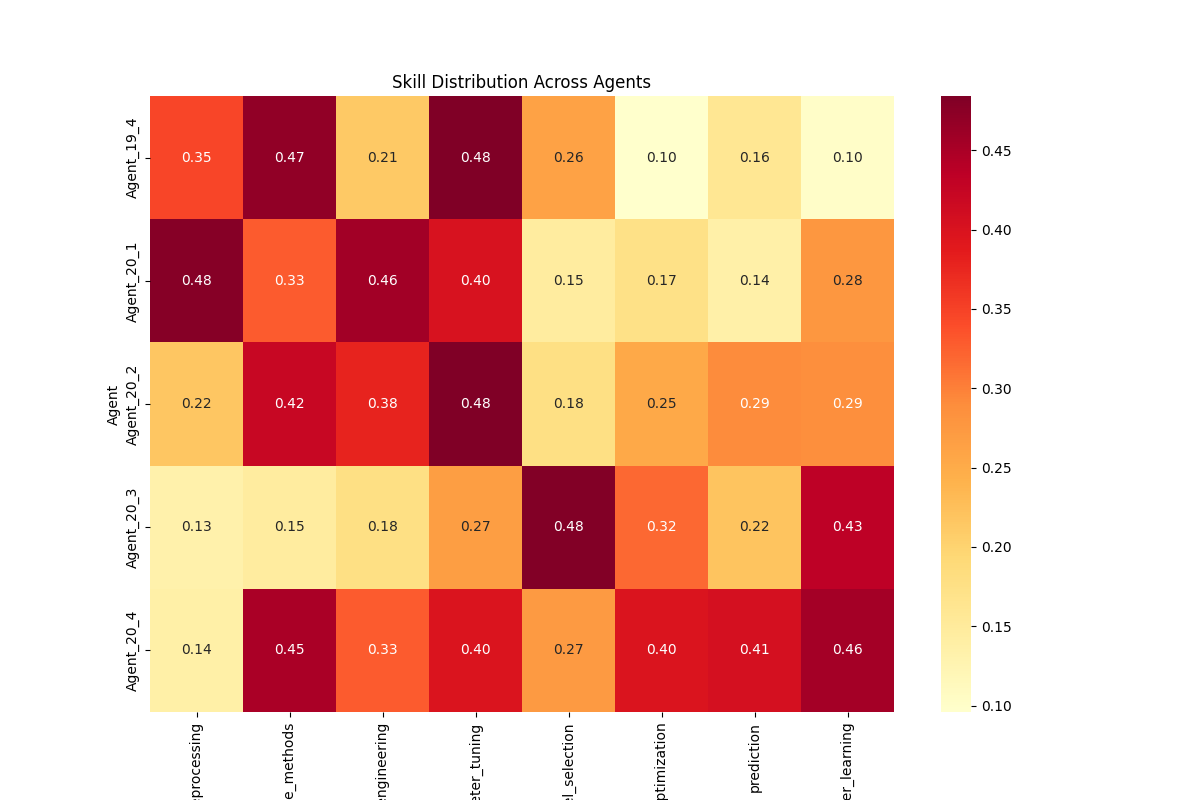 Skill Distribution Across Agents
Agent
Agent_19_4 0.35 0.47 0.21 0.48 0.26 0.10 0.16 0.10
Agent_20_1 0.48 0.33 0.46 0.40 0.15 0.17 0.14 0.28
Agent_20_2 0.22 0.42 0.38 0.48 0.18 0.25 0.29 0.29
Agent_20_3 0.13 0.15 0.18 0.27 0.48 0.32 0.22 0.43
Agent_20_4 0.14 0.45 0.33 0.40 0.27 0.40 0.41 0.46
eprocessing
e_methods
engineering
eter_tuning
el_selection
ptimization
prediction
er_learning
0.45
0.40
0.35
0.30
0.25
0.20
0.15
0.10